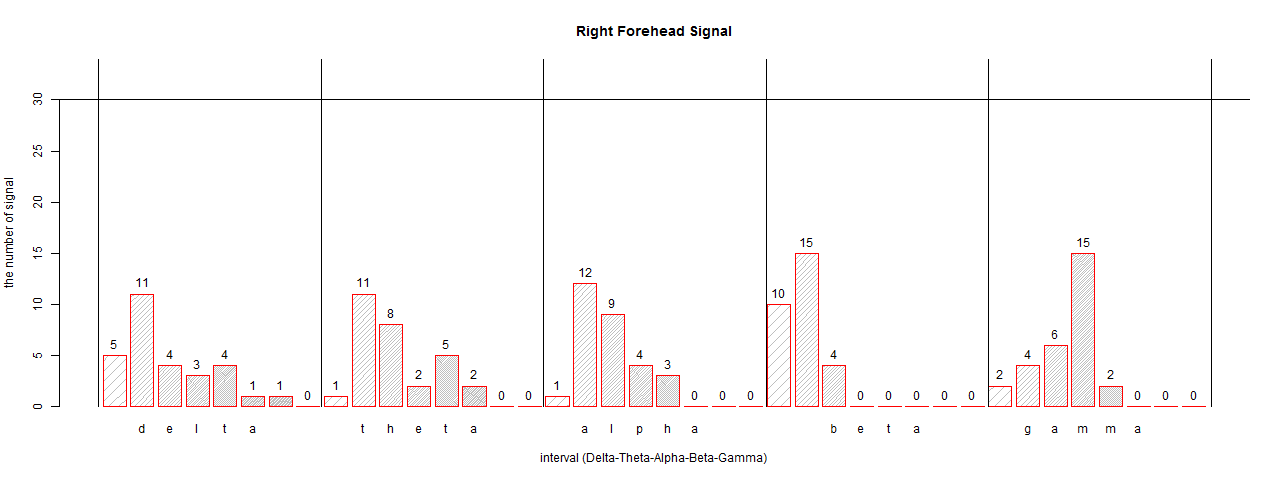 Right Forehead Signal
the number of signal
30
25
20
15
10
5
0
5 11 4 3 4 1 1 0 1 11 8 2 5 2 0 0 1 12 9 4 3 0 0 0 10 15 4 0 0 0 0 0 2 4 6 15 2 0 0 0
d e l t a t h e t a a l p h a b e t a g a m m a
interval (Delta-Theta-Alpha-Beta-Gamma)